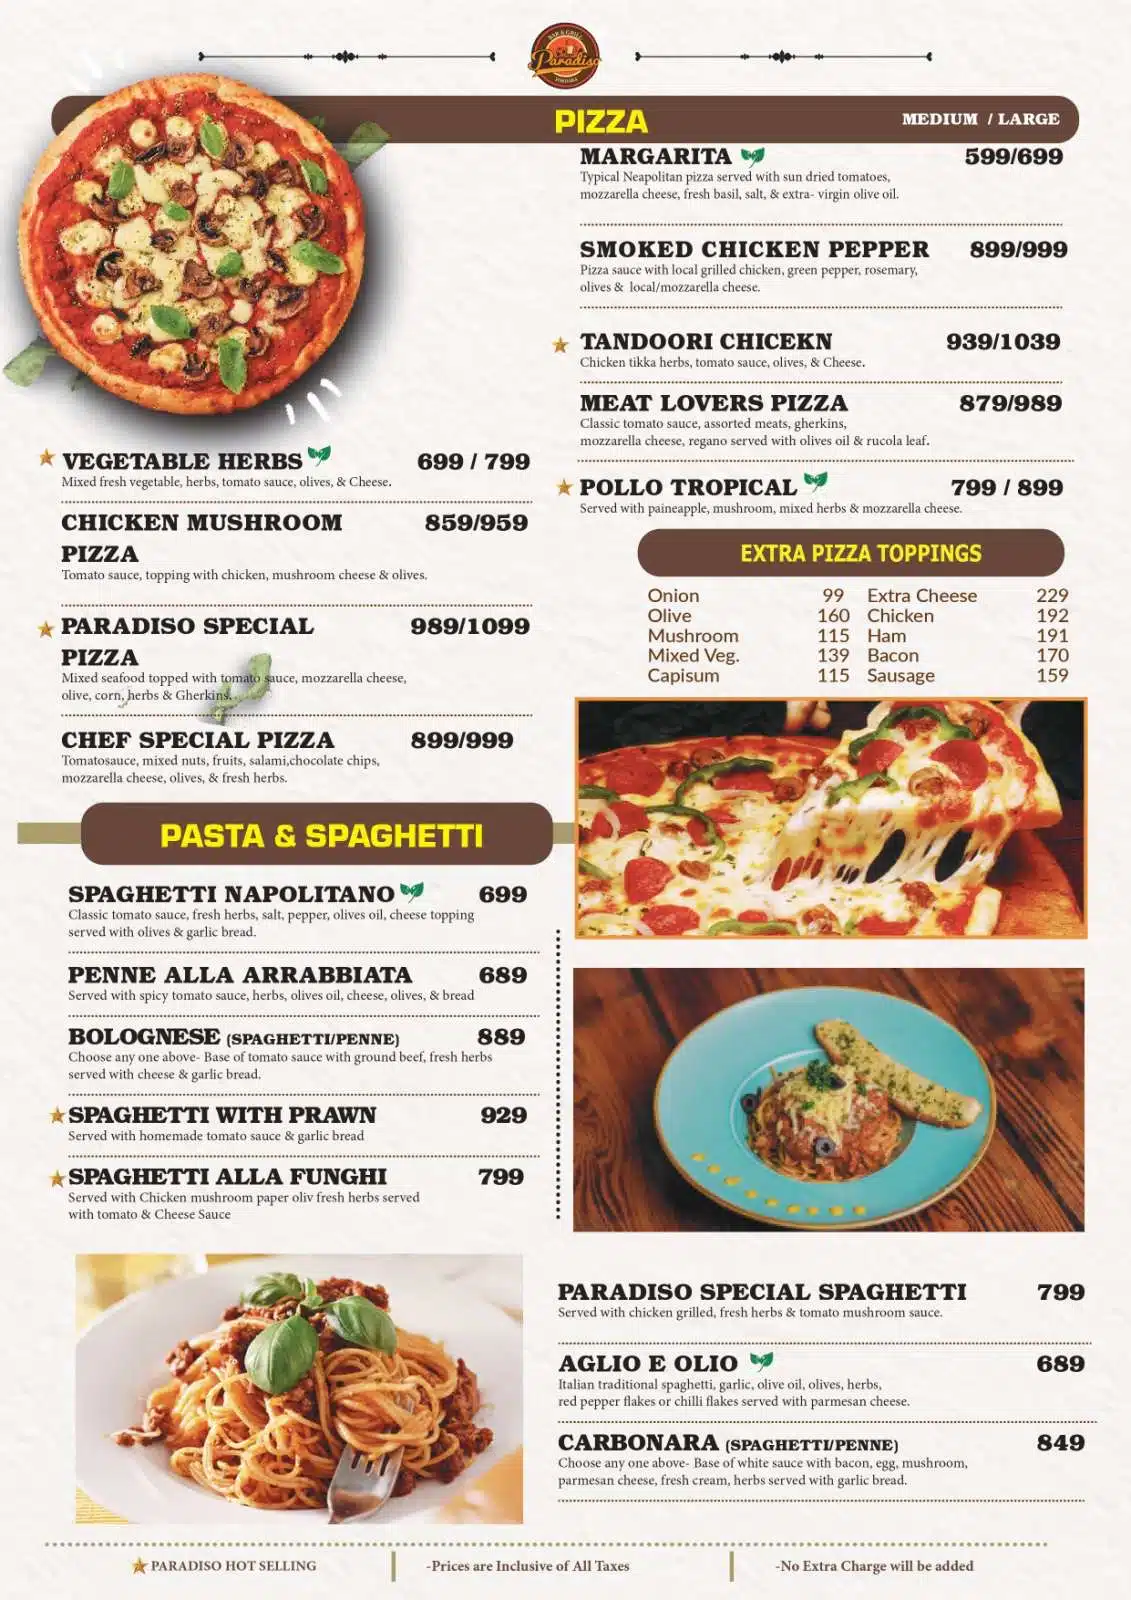 BAR & GRILL
Paradiso
PIZZA
MEDIUM / LARGE
MARGARITA 599/699
Typical Neapolitan pizza served with sun dried tomatoes,
mozzarella cheese, fresh basil, salt, & extra- virgin olive oil.
SMOKED CHICKEN PEPPER 899/999
Pizza sauce with local grilled chicken, green pepper, rosemary,
olives & local/mozzarella cheese.
TANDOORI CHICEKN 939/1039
Chicken tikka herbs, tomato sauce, olives, & Cheese.
MEAT LOVERS PIZZA 879/989
Classic tomato sauce, assorted meats, gherkins,
mozzarella cheese, regano served with olives oil & rucola leaf.
POLLO TROPICAL 799 / 899
Served with paineapple, mushroom, mixed herbs & mozzarella cheese.
VEGETABLE HERBS 699 / 799
Mixed fresh vegetable, herbs, tomato sauce, olives, & Cheese.
CHICKEN MUSHROOM 859/959
PIZZA
Tomato sauce, topping with chicken, mushroom cheese & olives.
PARADISO SPECIAL 989/1099
PIZZA
Mixed seafood topped with tomato sauce, mozzarella cheese,
olive, corn, herbs & Gherkins.
CHEF SPECIAL PIZZA 899/999
Tomatosauce, mixed nuts, fruits, salami,chocolate chips,
mozzarella cheese, olives, & fresh herbs.
EXTRA PIZZA TOPPINGS
Onion 99 Extra Cheese 229
Olive 160 Chicken 192
Mushroom 115 Ham 191
Mixed Veg. 139 Bacon 170
Capisum 115 Sausage 159
PASTA & SPAGHETTI
SPAGHETTI NAPOLITANO 699
Classic tomato sauce, fresh herbs, salt, pepper, olives oil, cheese topping
served with olives & garlic bread.
PENNE ALLA ARRABBIATA 689
Served with spicy tomato sauce, herbs, olives oil, cheese, olives, & bread
BOLOGNESE (SPAGHETTI/PENNE) 889
Choose any one above- Base of tomato sauce with ground beef, fresh herbs
served with cheese & garlic bread.
SPAGHETTI WITH PRAWN 929
Served with homemade tomato sauce & garlic bread
SPAGHETTI ALLA FUNGHI 799
Served with Chicken mushroom paper oliv fresh herbs served
with tomato & Cheese Sauce
PARADISO SPECIAL SPAGHETTI 799
Served with chicken grilled, fresh herbs & tomato mushroom sauce.
AGLIO E OLIO 689
Italian traditional spaghetti, garlic, olive oil, olives, herbs,
red pepper flakes or chilli flakes served with parmesan cheese.
CARBONARA (SPAGHETTI/PENNE) 849
Choose any one above- Base of white sauce with bacon, egg, mushroom,
parmesan cheese, fresh cream, herbs served with garlic bread.
PARADISO HOT SELLING
-Prices are Inclusive of All Taxes
-No Extra Charge will be added